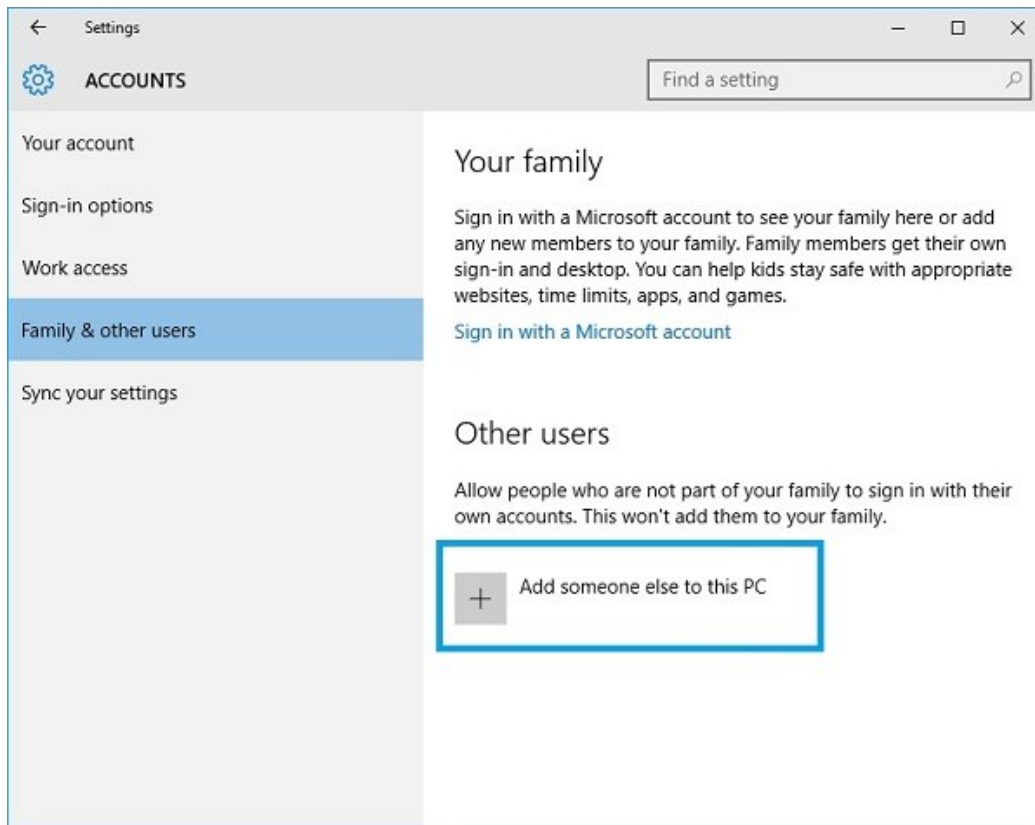 Settings
ACCOUNTS
Find a setting
Your account
Sign-in options
Work access
Family & other users
Sync your settings
Your family
Sign in with a Microsoft account to see your family here or add
any new members to your family. Family members get their own
sign-in and desktop. You can help kids stay safe with appropriate
websites, time limits, apps, and games.
Sign in with a Microsoft account
Other users
Allow people who are not part of your family to sign in with their
own accounts. This won't add them to your family.
Add someone else to this PC